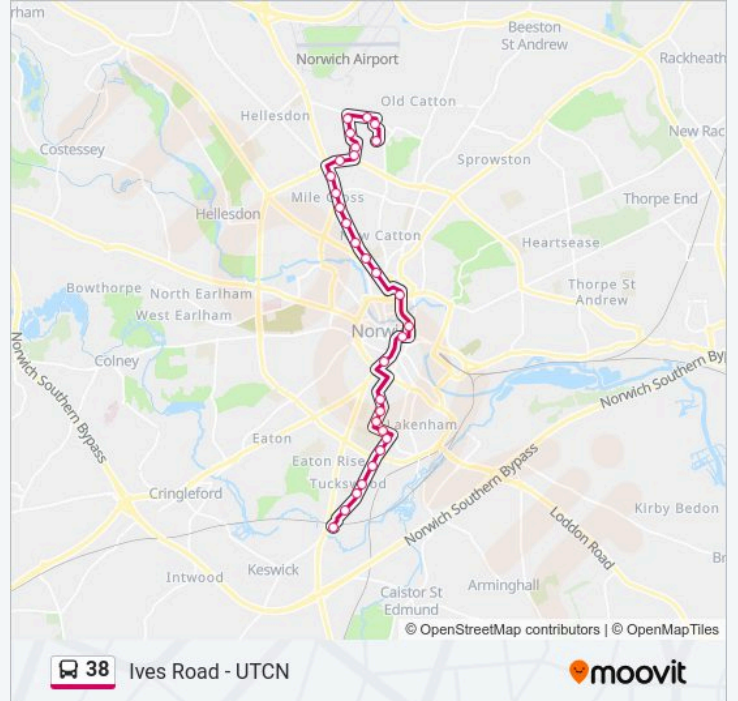 rham
Beeston
St Andrew
Norwich Airport
Rackheath
Old Catton
Hellesdon
New Rac
Costessey
Sprowston
Mile Cross
Thorpe End
Hellesdon
New Catton
Heartsease
Bowthorpe
North Earlham
Thorpe St
Andrew
West Earlham
Norwi
Colney
Norwich Southern Bypass
Norwich Southern By
Lakenham
Eaton
Eaton Rise
Tuckswood
Cringleford
Norwich Southern Bypass
Kirby Bedon
Loddon Road
Br
Keswick
Intwood
Arminghall
Caistor St
Edmund
© OpenStreetMap contributors | © OpenMapTiles
38 Ives Road - UTCN
moovit